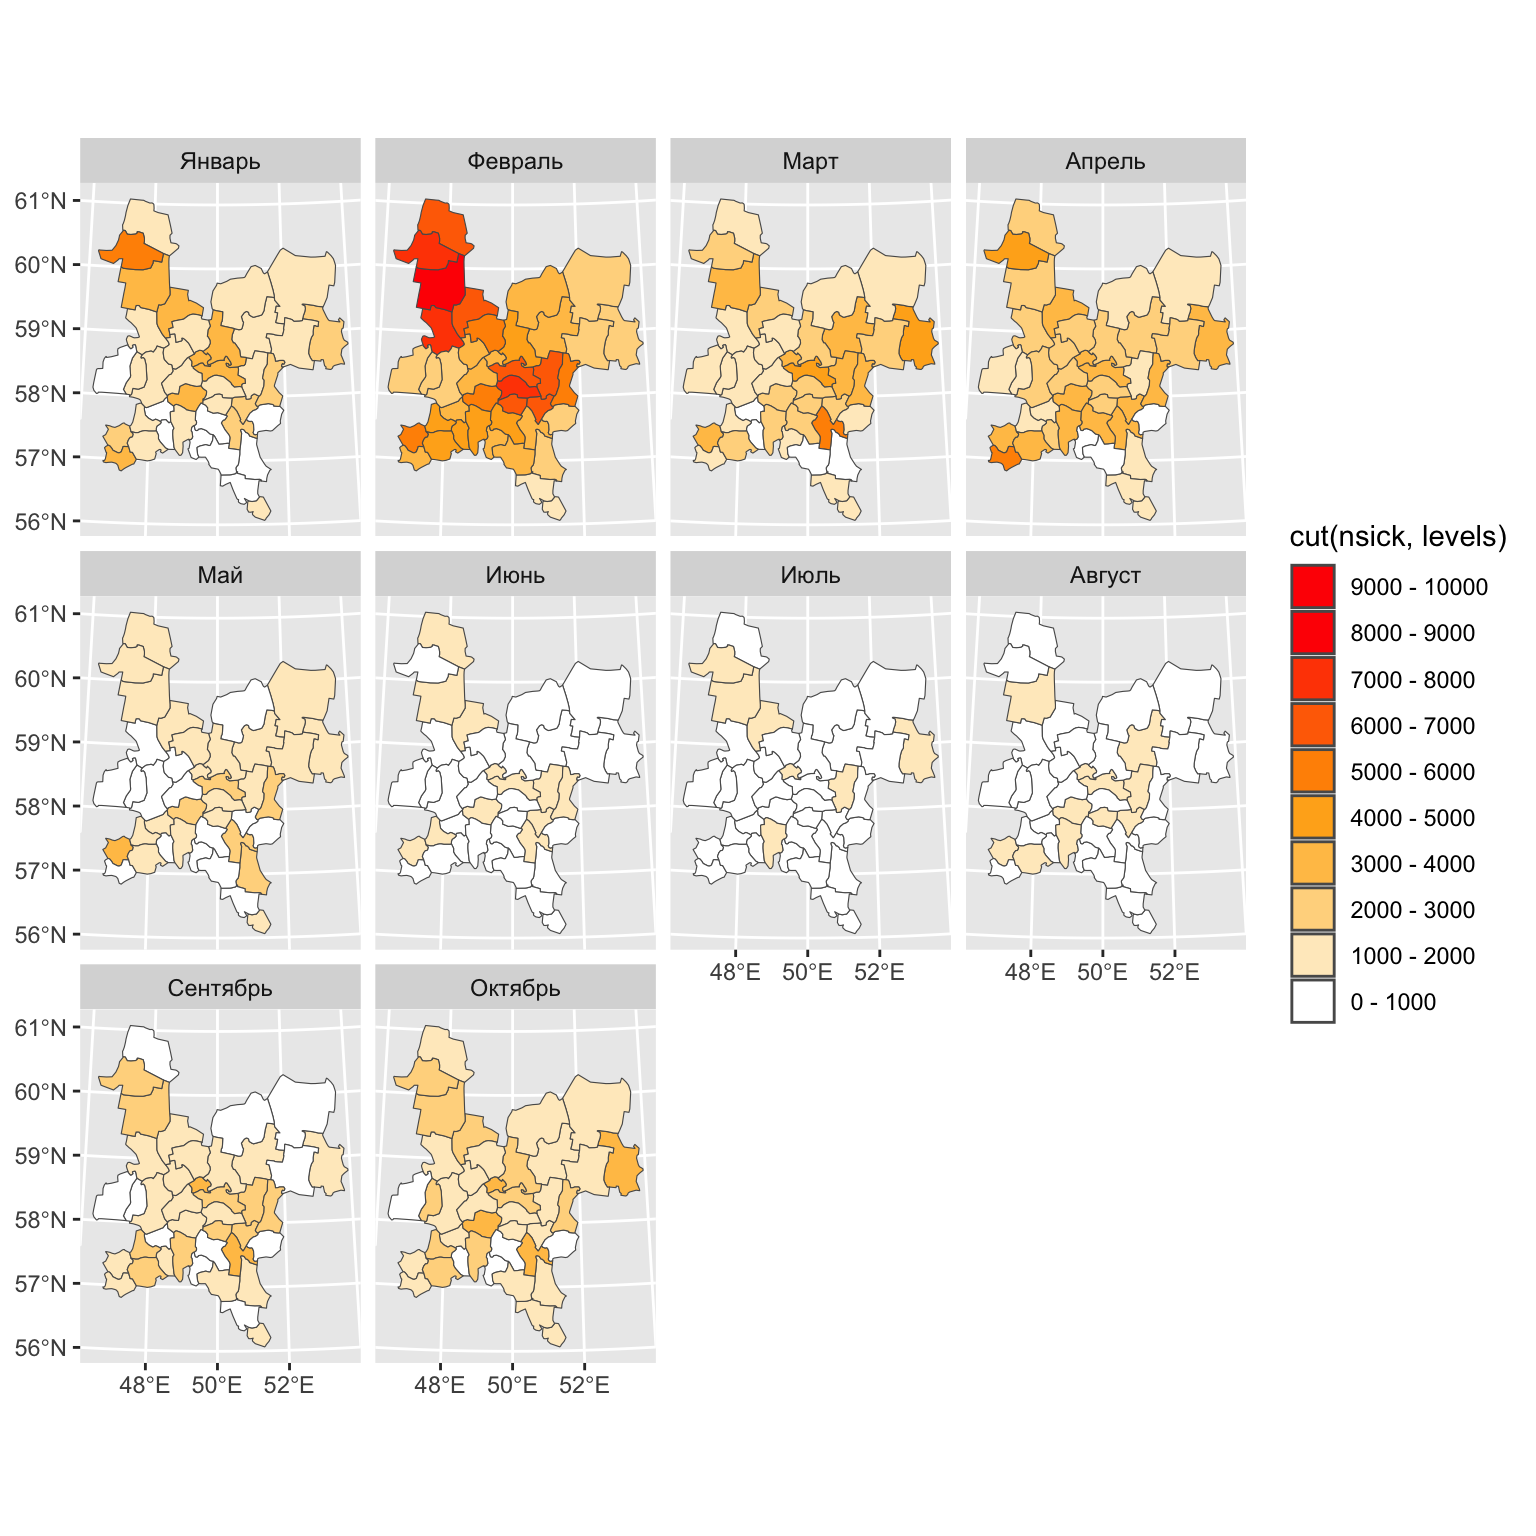 Январь Февраль Март Апрель
61°N
60°N
59°N
58°N
57°N
56°N
Май Июнь Июль Август
61°N
60°N
59°N
58°N
57°N
56°N
48°E 50°E 52°E 48°E 50°E 52°E
Сентябрь Октябрь
61°N
60°N
59°N
58°N
57°N
56°N
48°E 50°E 52°E 48°E 50°E 52°E
cut(nsick, levels)
9000 - 10000
8000 - 9000
7000 - 8000
6000 - 7000
5000 - 6000
4000 - 5000
3000 - 4000
2000 - 3000
1000 - 2000
0 - 1000